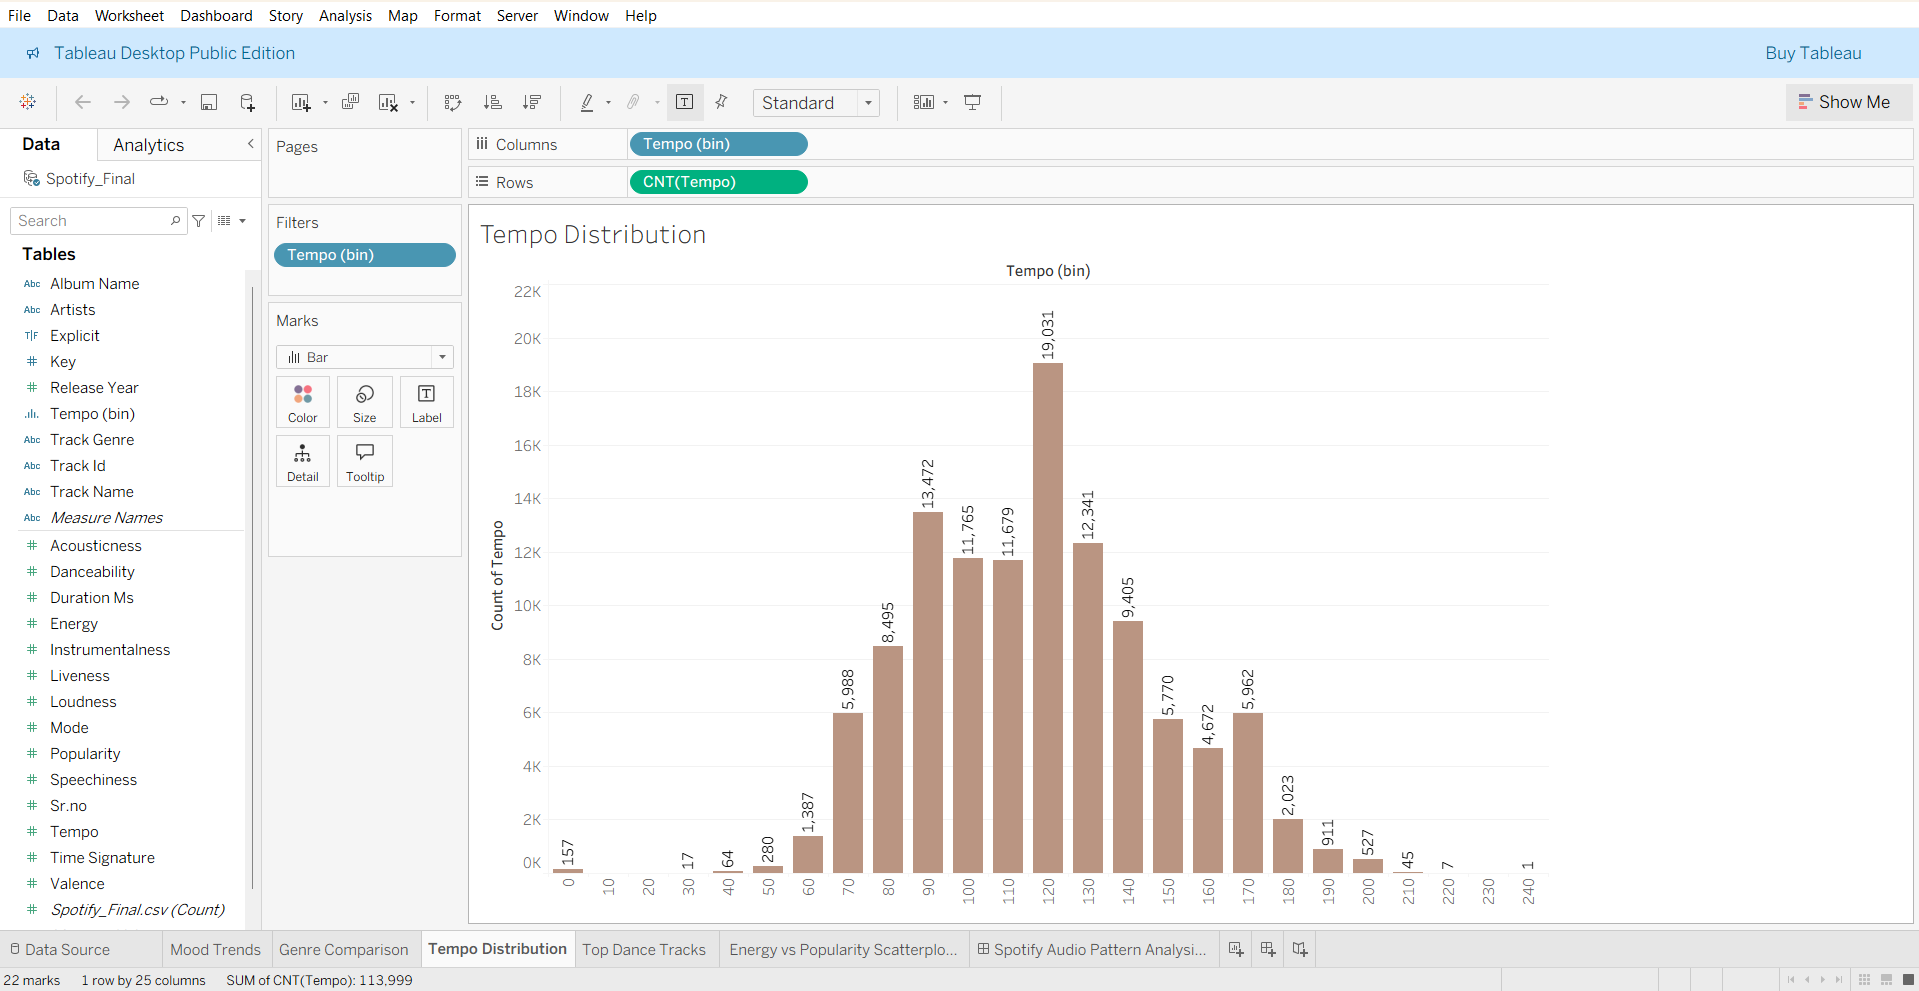 File Data Worksheet Dashboard Story Analysis Map Format Server Window Help
Tableau Desktop Public Edition
Buy Tableau
Standard
Show Me
Data
Analytics
Spotify_Final
Search
Tables
Abc Album Name
Abc Artists
T|F Explicit
# Key
# Release Year
Tempo (bin)
Abc Track Genre
Abc Track Id
Abc Track Name
Abc Measure Names
# Acousticness
# Danceability
# Duration Ms
# Energy
# Instrumentalness
# Liveness
# Loudness
# Mode
# Popularity
# Speechiness
# Sr.no
# Tempo
# Time Signature
# Valence
# Spotify_Final.csv (Count)
Pages
Filters
Tempo (bin)
Marks
Bar
Color
Size
Label
Detail
Tooltip
Columns
Tempo (bin)
Rows
CNT(Tempo)
Tempo Distribution
Tempo (bin)
Count of Tempo
22K
20K
18K
16K
14K
12K
10K
8K
6K
4K
2K
0K
157
17
64
280
1,387
5,988
8,495
13,472
11,765
11,679
19,031
12,341
9,405
5,770
4,672
5,962
2,023
911
527
45
7
1
0 10 20 30 40 50 60 70 80 90 100 110 120 130 140 150 160 170 180 190 200 210 220 230 240
Data Source
Mood Trends
Genre Comparison
Tempo Distribution
Top Dance Tracks
Energy vs Popularity Scatterplo...
Spotify Audio Pattern Analysi...
22 marks
1 row by 25 columns
SUM of CNT(Tempo): 113,999